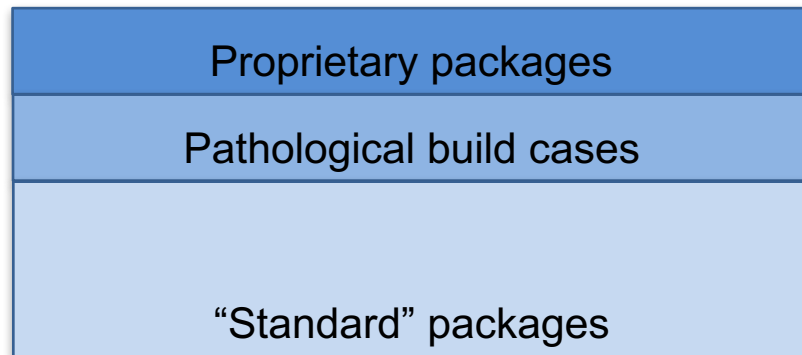 Proprietary packages
Pathological build cases
“Standard” packages